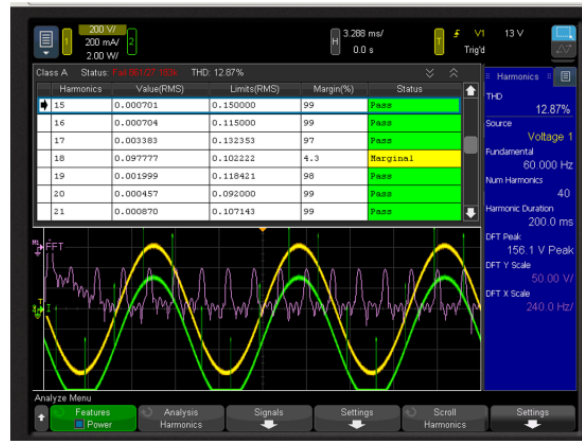 1 200 V/
200 mA/ 2
2.00 W/
H 3.288 ms/
0.0 s
T V1 13 V
Trig'd
Class A Status: THD: 12.87%
Harmonics Value(RMS) Limits(RMS) Margin(%) Status
15 0.000701 0.150000 99 Pass
16 0.000704 0.115000 99 Pass
17 0.003383 0.132353 97 Pass
18 0.097777 0.102222 4.3 Marginal
19 0.001999 0.118421 98 Pass
20 0.000457 0.092000 99 Pass
21 0.000870 0.107143 99 Pass
Harmonics
THD
12.87%
Source
Voltage 1
Fundamental
60.000 Hz
Num Harmonics
40
Harmonic Duration
200.0 ms
DFT Peak
156.1 V Peak
DFT Y Scale
50.00 V/
DFT X Scale
240.0 Hz/
FFT
Analyze Menu
Features
Power
Analysis
Harmonics
Signals
Settings
Scroll
Harmonics
Settings